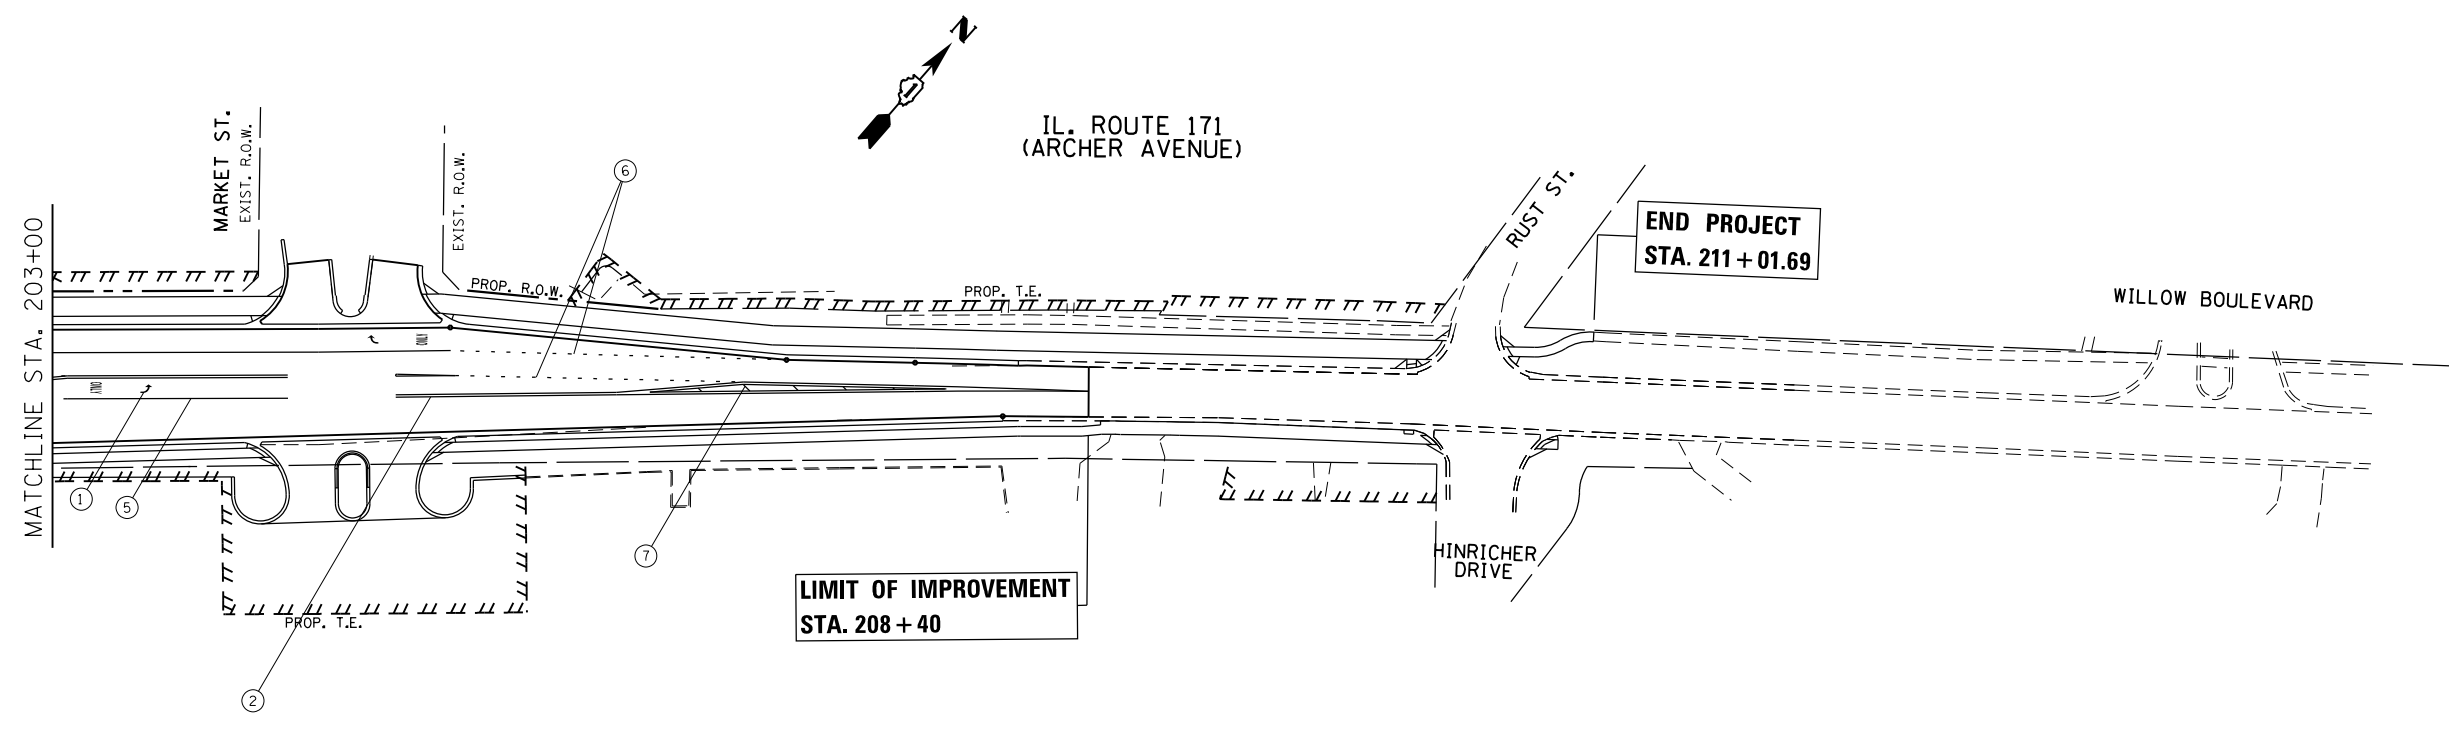 N
IL. ROUTE 171
(ARCHER AVENUE)
MARKET ST.
EXIST. R.O.W.
EXIST. R.O.W.
6
RUST ST.
END PROJECT
STA. 211+01.69
MATCHLINE STA. 203+00
PROP. R.O.W.
PROP. T.E.
WILLOW BOULEVARD
ONLY
ONLY
1
5
7
HINRICHER
DRIVE
LIMIT OF IMPROVEMENT
STA. 208+40
PROP. T.E.
2